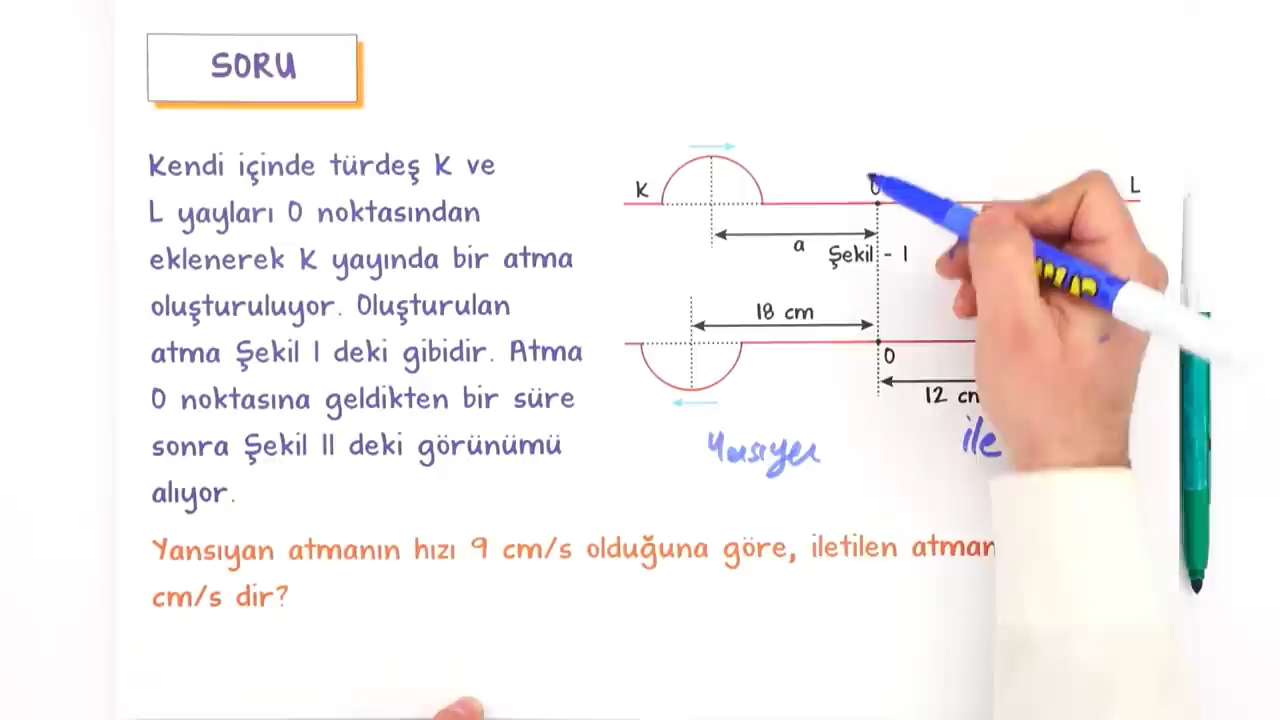 SORU
Kendi içinde türdeş K ve
L yayları O noktasından
eklenerek K yayında bir atma
oluşturuluyor. Oluşturulan
atma Şekil I deki gibidir. Atma
O noktasına geldikten bir süre
sonra Şekil II deki görünümü
alıyor.
K
L
a
Şekil - I
18 cm
O
12 cm
Yansıyan atmanın hızı 9 cm/s olduğuna göre, iletilen
cm/s dir?